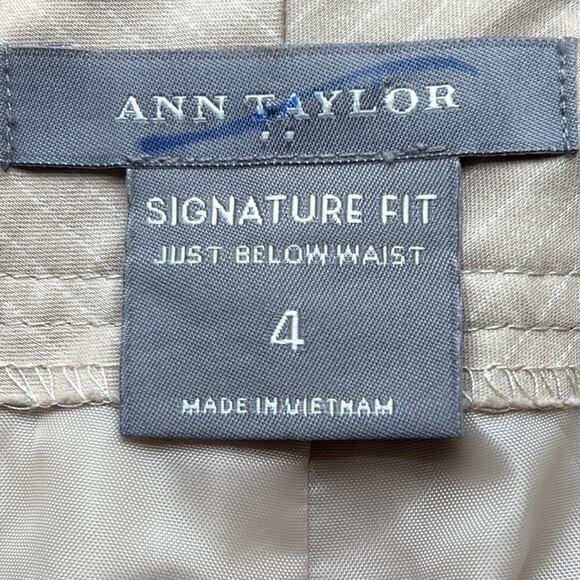 ANN TAYLOR
SIGNATURE FIT
JUST BELOW WAIST
4
MADE IN VIETNAM